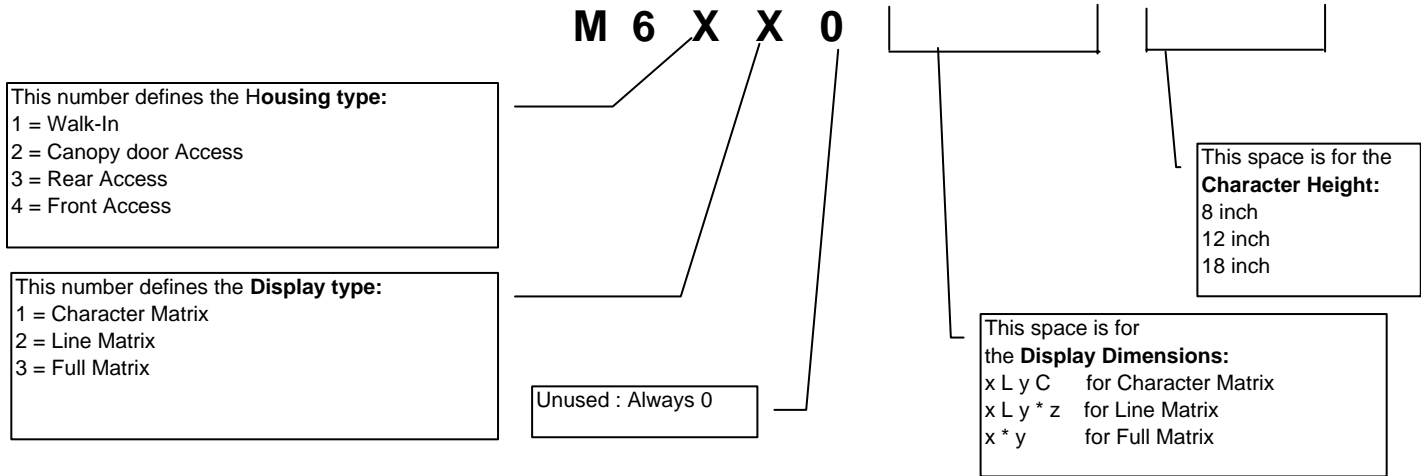 M 6 X X 0
This number defines the Housing type:
1 = Walk-In
2 = Canopy door Access
3 = Rear Access
4 = Front Access
This space is for the
Character Height:
8 inch
12 inch
18 inch
This number defines the Display type:
1 = Character Matrix
2 = Line Matrix
3 = Full Matrix
Unused : Always 0
This space is for
the Display Dimensions:
x L y C for Character Matrix
x L y * z for Line Matrix
x * y for Full Matrix